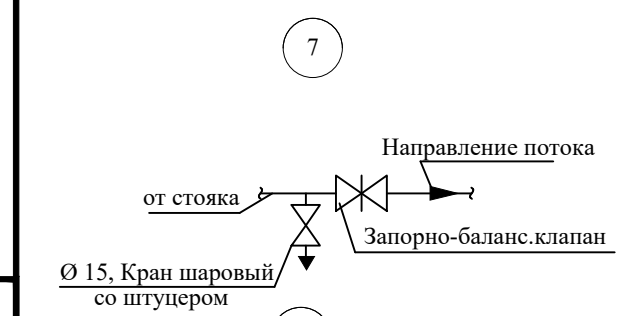 7
Направление потока
от стояка
Запорно-баланс.клапан
Ø 15, Кран шаровый
со штуцером